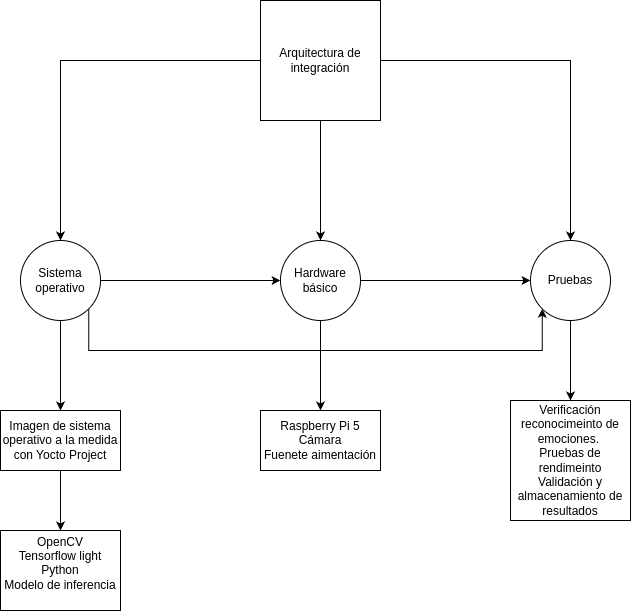 Arquitectura de
integración
Sistema
operativo
Hardware
básico
Pruebas
Imagen de sistema
operativo a la medida
con Yocto Project
Raspberry Pi 5
Cámara
Fuenete aimentación
Verificación
reconocimeinto de
emociones.
Pruebas de
rendimeinto
Validación y
almacenamiento de
resultados
OpenCV
Tensorflow light
Python
Modelo de inferencia